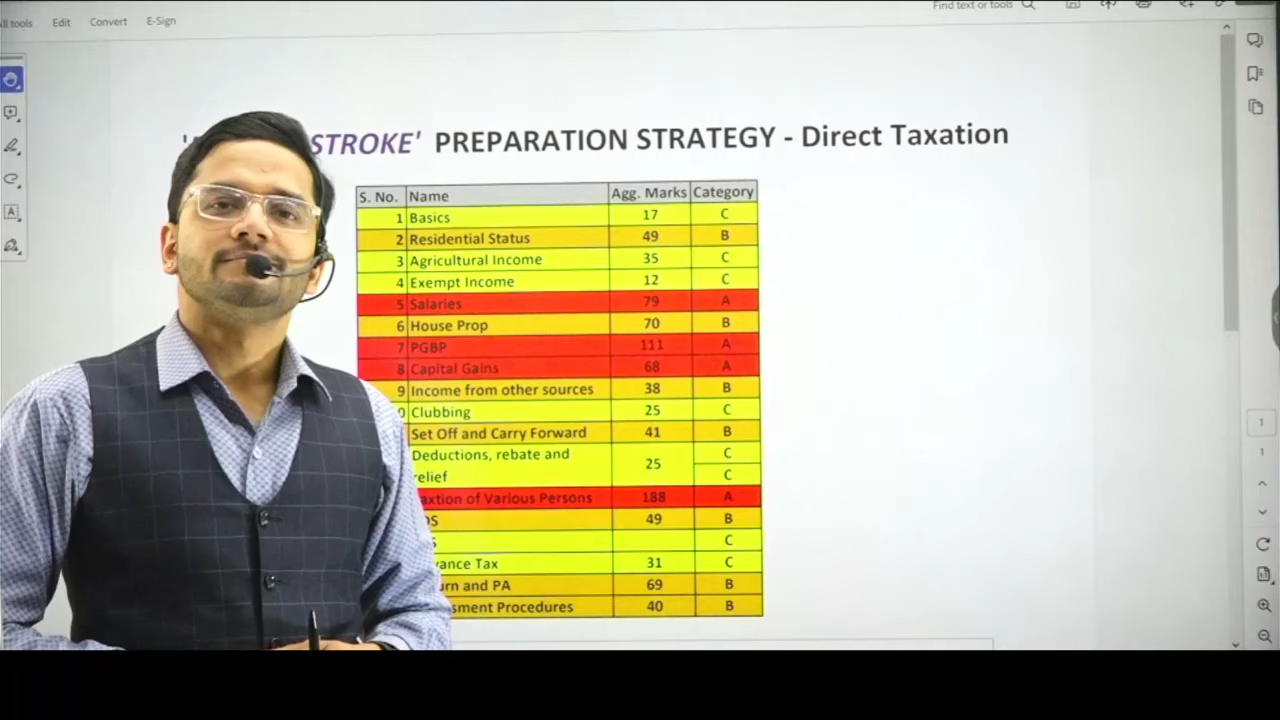 All tools Edit Convert E-Sign
Find text or tools
STROKE' PREPARATION STRATEGY - Direct Taxation
S. No. Name Agg. Marks Category
1 Basics 17 C
2 Residential Status 49 B
3 Agricultural Income 35 C
4 Exempt Income 12 C
5 Salaries 79 A
6 House Prop 70 B
7 PGBP 111 A
8 Capital Gains 68 A
9 Income from other sources 38 B
0 Clubbing 25 C
Set Off and Carry Forward 41 B
Deductions, rebate and 25 C
relief C
axtion of Various Persons 188 A
DS 49 B
S C
vance Tax 31 C
urn and PA 69 B
sment Procedures 40 B
1
1